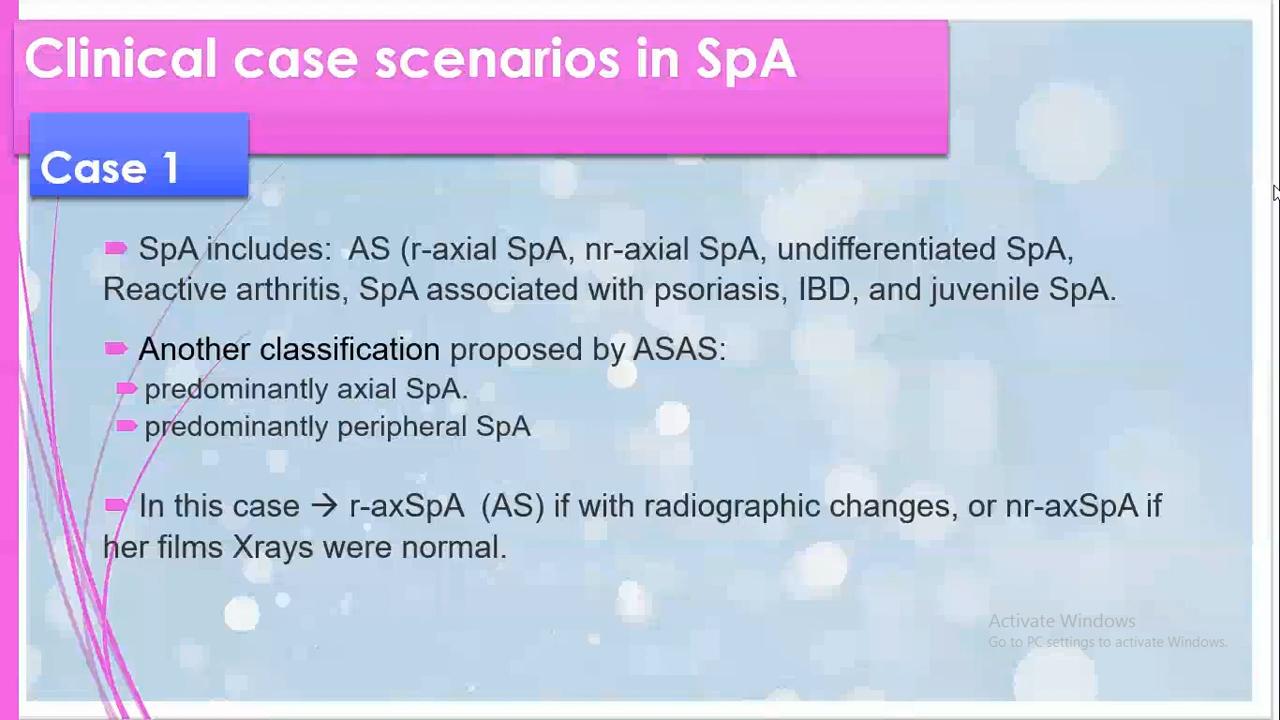 Clinical case scenarios in SpA
Case 1
SpA includes: AS (r-axial SpA, nr-axial SpA, undifferentiated SpA,
Reactive arthritis, SpA associated with psoriasis, IBD, and juvenile SpA.
Another classification proposed by ASAS:
predominantly axial SpA.
predominantly peripheral SpA
In this case → r-axSpA (AS) if with radiographic changes, or nr-axSpA if
her films Xrays were normal.
Activate Windows
Go to PC settings to activate Windows.